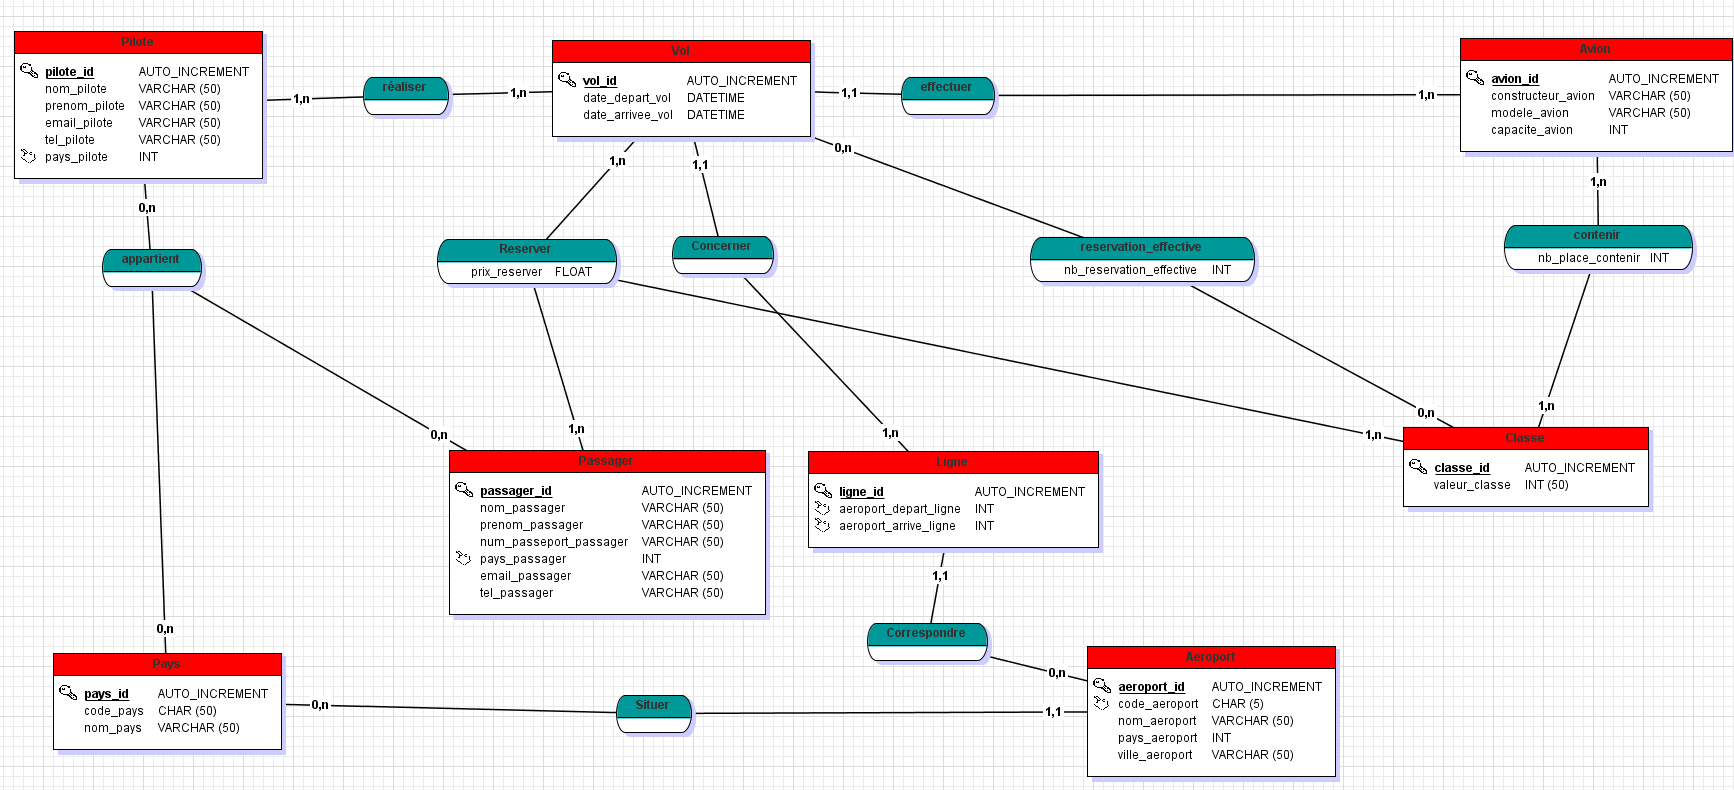 Pilote
pilote_id AUTO_INCREMENT
nom_pilote VARCHAR (50)
prenom_pilote VARCHAR (50)
email_pilote VARCHAR (50)
tel_pilote VARCHAR (50)
pays_pilote INT
1,n
réaliser
1,n
Vol
vol_id AUTO_INCREMENT
date_depart_vol DATETIME
date_arrivee_vol DATETIME
1,1
effectuer
1,n
Avion
avion_id AUTO_INCREMENT
constructeur_avion VARCHAR (50)
modele_avion VARCHAR (50)
capacite_avion INT
0,n
1,n
1,1
0,n
1,n
appartient
Reserver
prix_reserver FLOAT
Concerner
reservation_effective
nb_reservation_effective INT
contenir
nb_place_contenir INT
0,n
1,n
1,n
1,n
0,n
1,n
Passager
passager_id AUTO_INCREMENT
nom_passager VARCHAR (50)
prenom_passager VARCHAR (50)
num_passeport_passager VARCHAR (50)
pays_passager INT
email_passager VARCHAR (50)
tel_passager VARCHAR (50)
Ligne
ligne_id AUTO_INCREMENT
aeroport_depart_ligne INT
aeroport_arrive_ligne INT
Classe
classe_id AUTO_INCREMENT
valeur_classe INT (50)
1,1
0,n
Correspondre
0,n
Pays
pays_id AUTO_INCREMENT
code_pays CHAR (50)
nom_pays VARCHAR (50)
0,n
Situer
1,1
Aeroport
aeroport_id AUTO_INCREMENT
code_aeroport CHAR (5)
nom_aeroport VARCHAR (50)
pays_aeroport INT
ville_aeroport VARCHAR (50)